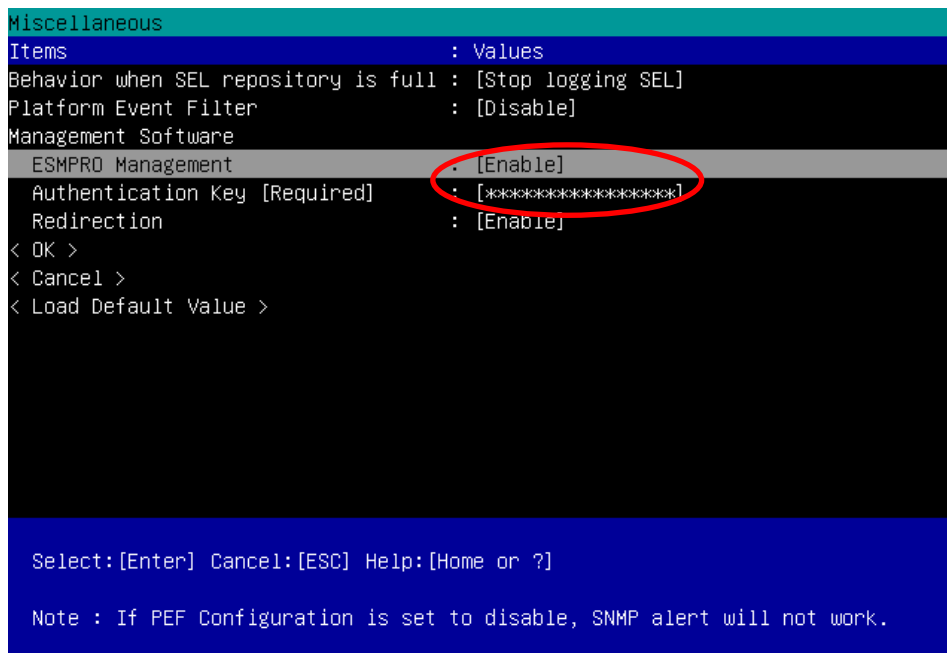 Miscellaneous
Items : Values
Behavior when SEL repository is full : [Stop logging SEL]
Platform Event Filter : [Disable]
Management Software
ESMPRO Management : [Enable]
Authentication Key [Required] : [****************]
Redirection : [Enable]
< OK >
< Cancel >
< Load Default Value >
Select:[Enter] Cancel:[ESC] Help:[Home or ?]
Note : If PEF Configuration is set to disable, SNMP alert will not work.